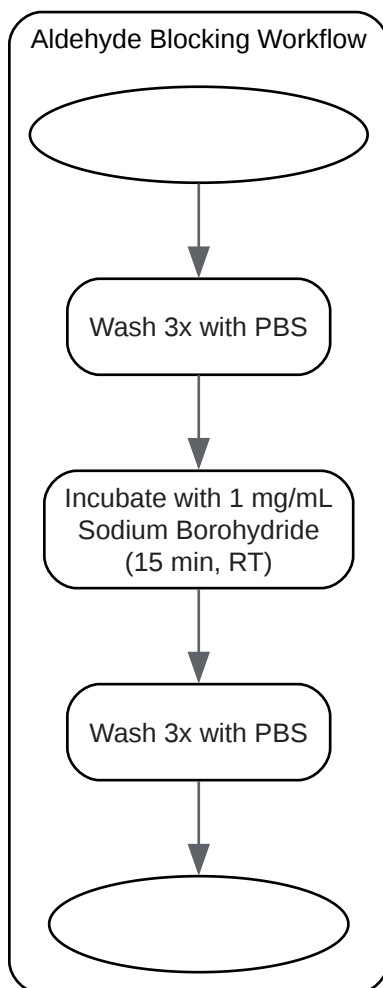 Aldehyde Blocking Workflow
Wash 3x with PBS
Incubate with 1 mg/mL
Sodium Borohydride
(15 min, RT)
Wash 3x with PBS